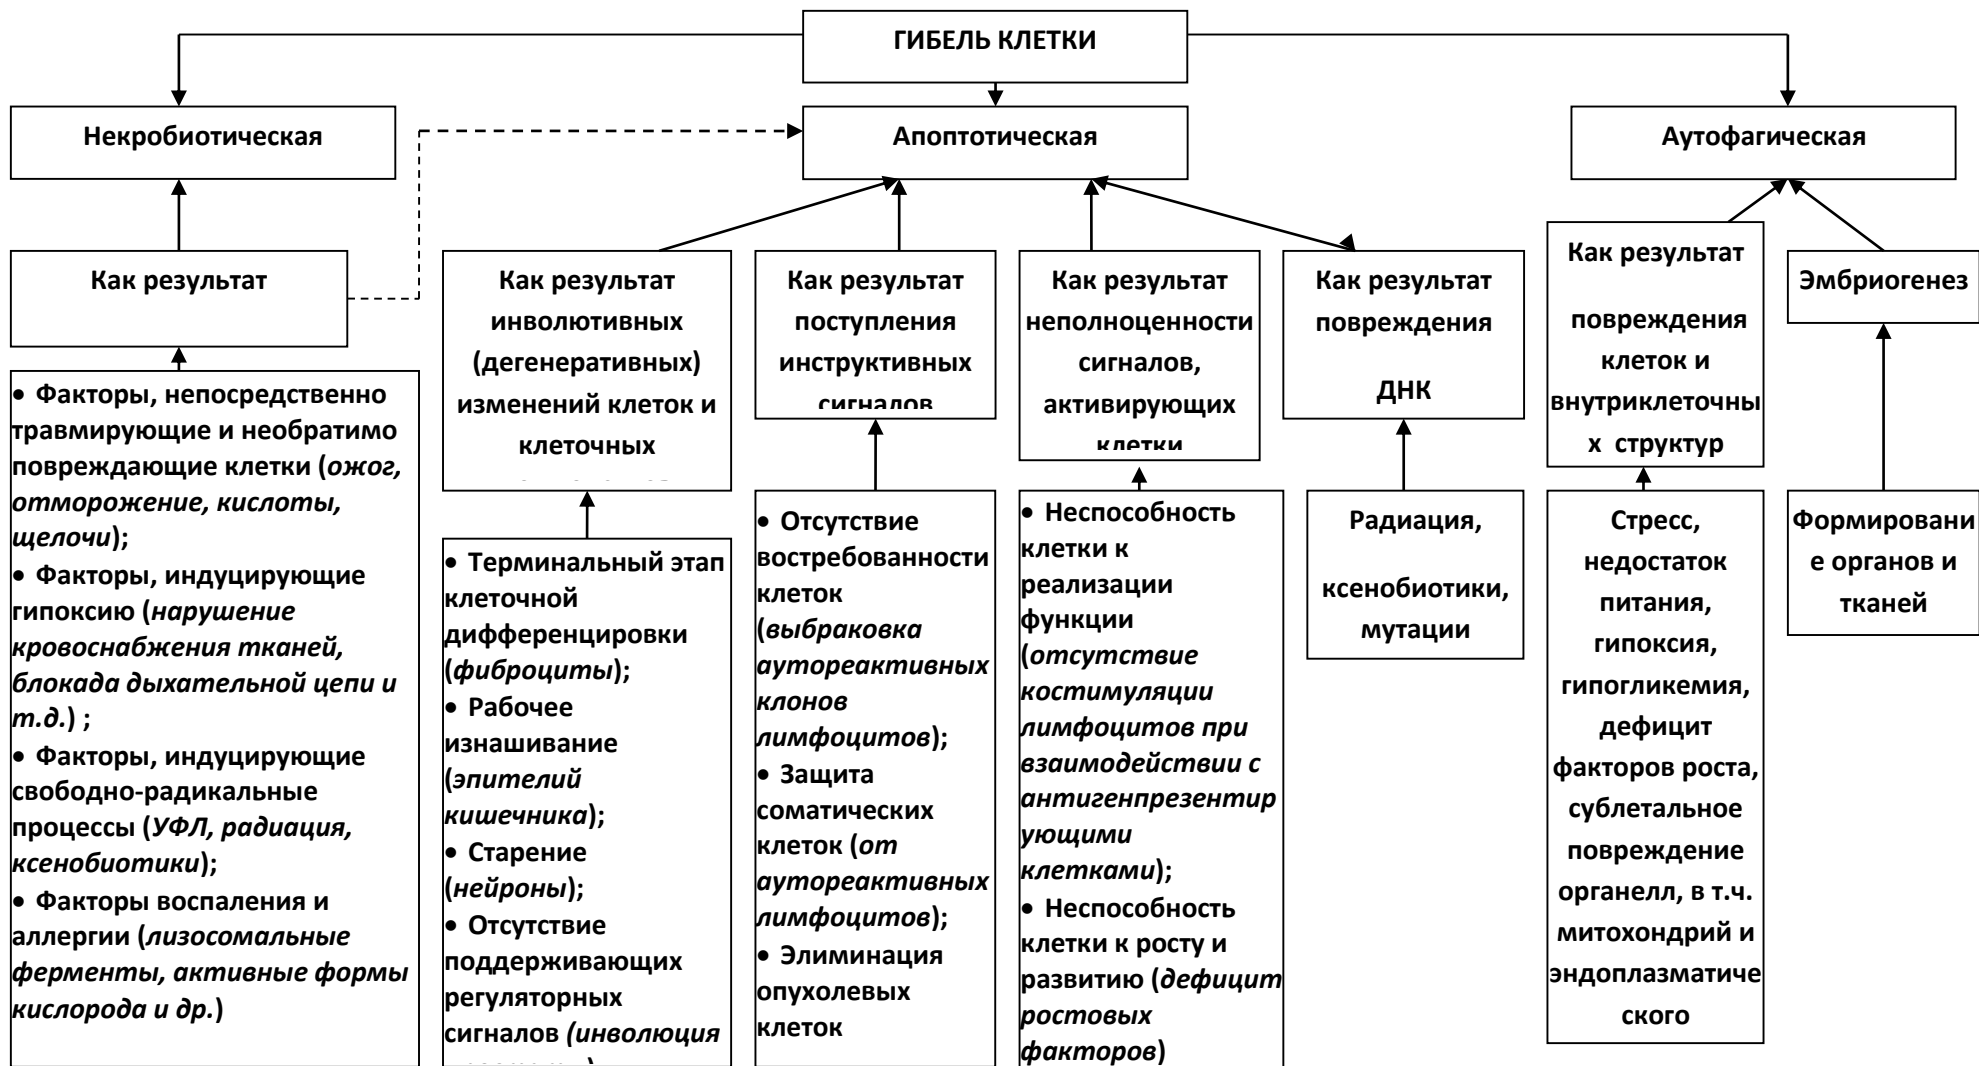 ГИБЕЛЬ КЛЕТКИ
Некробиотическая
Апоптотическая
Аутофагическая
Как результат
Как результат
инволютивных
(дегенеративных)
изменений клеток и
клеточных
Как результат
поступления
инструктивных
сигналов
Как результат
неполноценности
сигналов,
активирующих
клетки
Как результат
повреждения
ДНК
Как результат
повреждения
клеток и
внутриклеточны
х структур
Эмбриогенез
• Факторы, непосредственно
травмирующие и необратимо
повреждающие клетки (ожог,
отморожение, кислоты,
щелочи);
• Факторы, индуцирующие
гипоксию (нарушение
кровоснабжения тканей,
блокада дыхательной цепи и
т.д.) ;
• Факторы, индуцирующие
свободно-радикальные
процессы (УФЛ, радиация,
ксенобиотики);
• Факторы воспаления и
аллергии (лизосомальные
ферменты, активные формы
кислорода и др.)
• Терминальный этап
клеточной
дифференцировки
(фиброциты);
• Рабочее
изнашивание
(эпителий
кишечника);
• Старение
(нейроны);
• Отсутствие
поддерживающих
регуляторных
сигналов (инволюция
• Отсутствие
востребованности
клеток
(выбраковка
аутореактивных
клонов
лимфоцитов);
• Защита
соматических
клеток (от
аутореактивных
лимфоцитов);
• Элиминация
опухолевых
клеток
• Неспособность
клетки к
реализации
функции
(отсутствие
костимуляции
лимфоцитов при
взаимодействии с
антигенпрезентир
ующими
клетками);
• Неспособность
клетки к росту и
развитию (дефицит
ростовых
факторов)
Радиация,
ксенобиотики,
мутации
Стресс,
недостаток
питания,
гипоксия,
гипогликемия,
дефицит
факторов роста,
сублетальное
повреждение
органелл, в т.ч.
митохондрий и
эндоплазматиче
ского
Формировани
е органов и
тканей